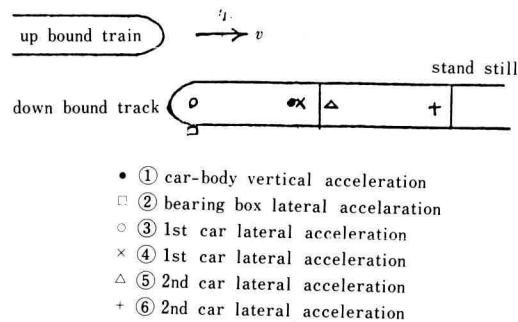 up bound train
v
stand still
down bound track
① car-body vertical acceleration
② bearing box lateral accelaration
③ 1st car lateral acceleration
④ 1st car lateral acceleration
⑤ 2nd car lateral acceleration
⑥ 2nd car lateral acceleration